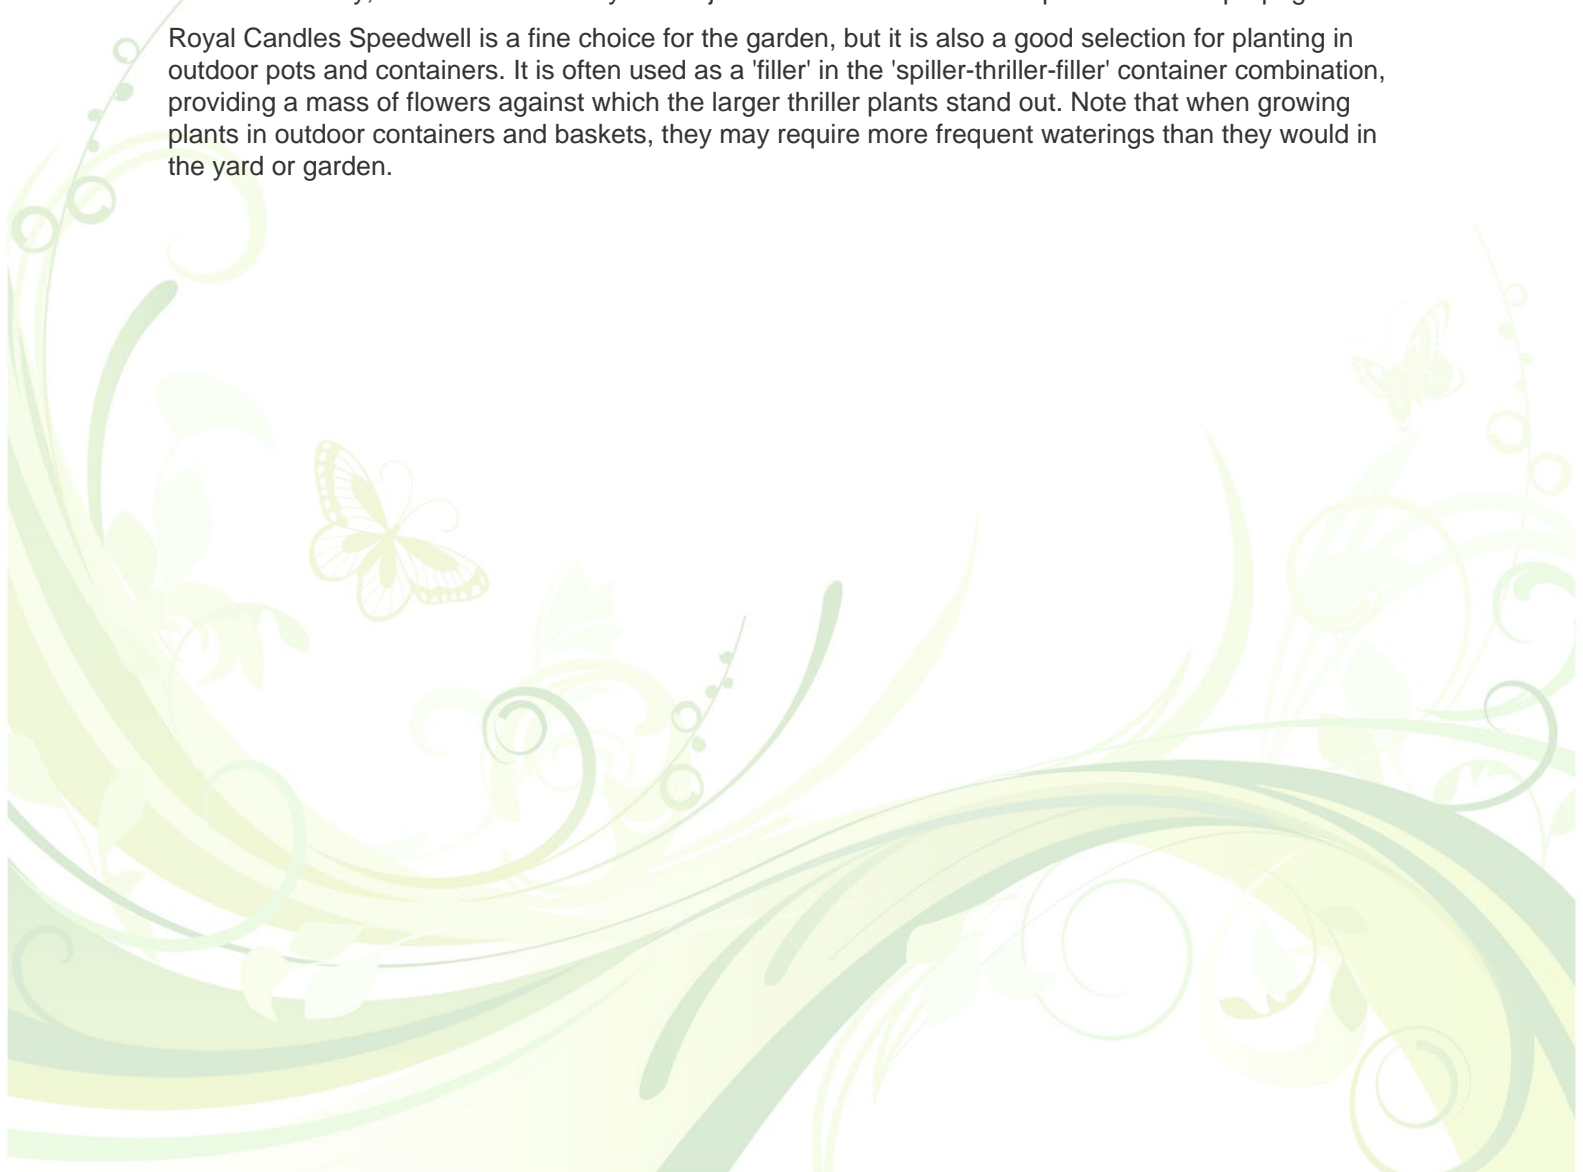 Royal Candles Speedwell is a fine choice for the garden, but it is also a good selection for planting in
outdoor pots and containers. It is often used as a 'filler' in the 'spiller-thriller-filler' container combination,
providing a mass of flowers against which the larger thriller plants stand out. Note that when growing
plants in outdoor containers and baskets, they may require more frequent waterings than they would in
the yard or garden.